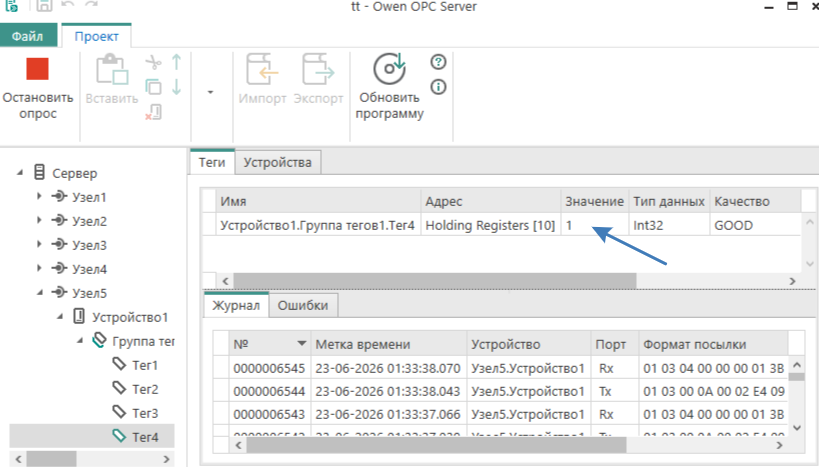 tt - Owen OPC Server
Файл
Проект
Остановить опрос
Вставить
Импорт
Экспорт
Обновить программу
Сервер
Узел1
Узел2
Узел3
Узел4
Узел5
Устройство1
Группа тег
Тег1
Тег2
Тег3
Тег4
Теги Устройства
Имя Адрес Значение Тип данных Качество
Устройство1.Группа тегов1.Тег4 Holding Registers [10] 1 Int32 GOOD
Журнал Ошибки
№ Метка времени Устройство Порт Формат посылки
0000006545 23-06-2026 01:33:38.070 Узел5.Устройство1 Rx 01 03 04 00 00 00 01 3B
0000006544 23-06-2026 01:33:38.043 Узел5.Устройство1 Tx 01 03 00 0A 00 02 E4 09
0000006543 23-06-2026 01:33:37.066 Узел5.Устройство1 Rx 01 03 04 00 00 00 01 3B